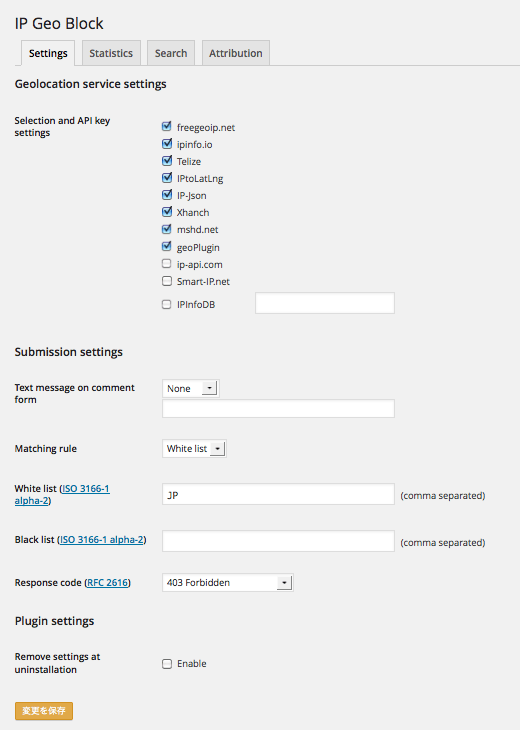 IP Geo Block
Settings Statistics Search Attribution
Geolocation service settings
Selection and API key
settings
freegeoip.net
ipinfo.io
Telize
IPtoLatLng
IP-Json
Xhanch
mshd.net
geoPlugin
ip-api.com
Smart-IP.net
IPInfoDB
Submission settings
Text message on comment
form
None
Matching rule
White list
White list (ISO 3166-1
alpha-2)
JP
(comma separated)
Black list (ISO 3166-1 alpha-2)
(comma separated)
Response code (RFC 2616)
403 Forbidden
Plugin settings
Remove settings at
uninstallation
Enable
変更を保存